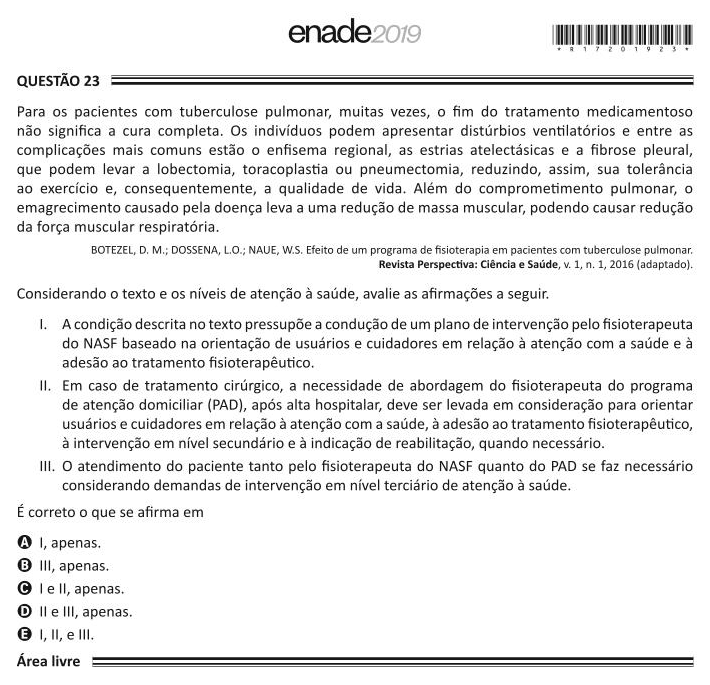 enade2019
*R17201923*
QUESTÃO 23
Para os pacientes com tuberculose pulmonar, muitas vezes, o fim do tratamento medicamentoso
não significa a cura completa. Os indivíduos podem apresentar distúrbios ventilatórios e entre as
complicações mais comuns estão o enfisema regional, as estrias atelectásicas e a fibrose pleural,
que podem levar a lobectomia, toracoplastia ou pneumectomia, reduzindo, assim, sua tolerância
ao exercício e, consequentemente, a qualidade de vida. Além do comprometimento pulmonar, o
emagrecimento causado pela doença leva a uma redução de massa muscular, podendo causar redução
da força muscular respiratória.
BOTEZEL, D. M.; DOSSENA, L.O.; NAUE, W.S. Efeito de um programa de fisioterapia em pacientes com tuberculose pulmonar.
Revista Perspectiva: Ciência e Saúde, v. 1, n. 1, 2016 (adaptado).
Considerando o texto e os níveis de atenção à saúde, avalie as afirmações a seguir.
I. A condição descrita no texto pressupõe a condução de um plano de intervenção pelo fisioterapeuta
do NASF baseado na orientação de usuários e cuidadores em relação à atenção com a saúde e à
adesão ao tratamento fisioterapêutico.
II. Em caso de tratamento cirúrgico, a necessidade de abordagem do fisioterapeuta do programa
de atenção domiciliar (PAD), após alta hospitalar, deve ser levada em consideração para orientar
usuários e cuidadores em relação à atenção com a saúde, à adesão ao tratamento fisioterapêutico,
à intervenção em nível secundário e à indicação de reabilitação, quando necessário.
III. O atendimento do paciente tanto pelo fisioterapeuta do NASF quanto do PAD se faz necessário
considerando demandas de intervenção em nível terciário de atenção à saúde.
É correto o que se afirma em
A I, apenas.
B III, apenas.
C I e II, apenas.
D II e III, apenas.
E I, II, e III.
Área livre